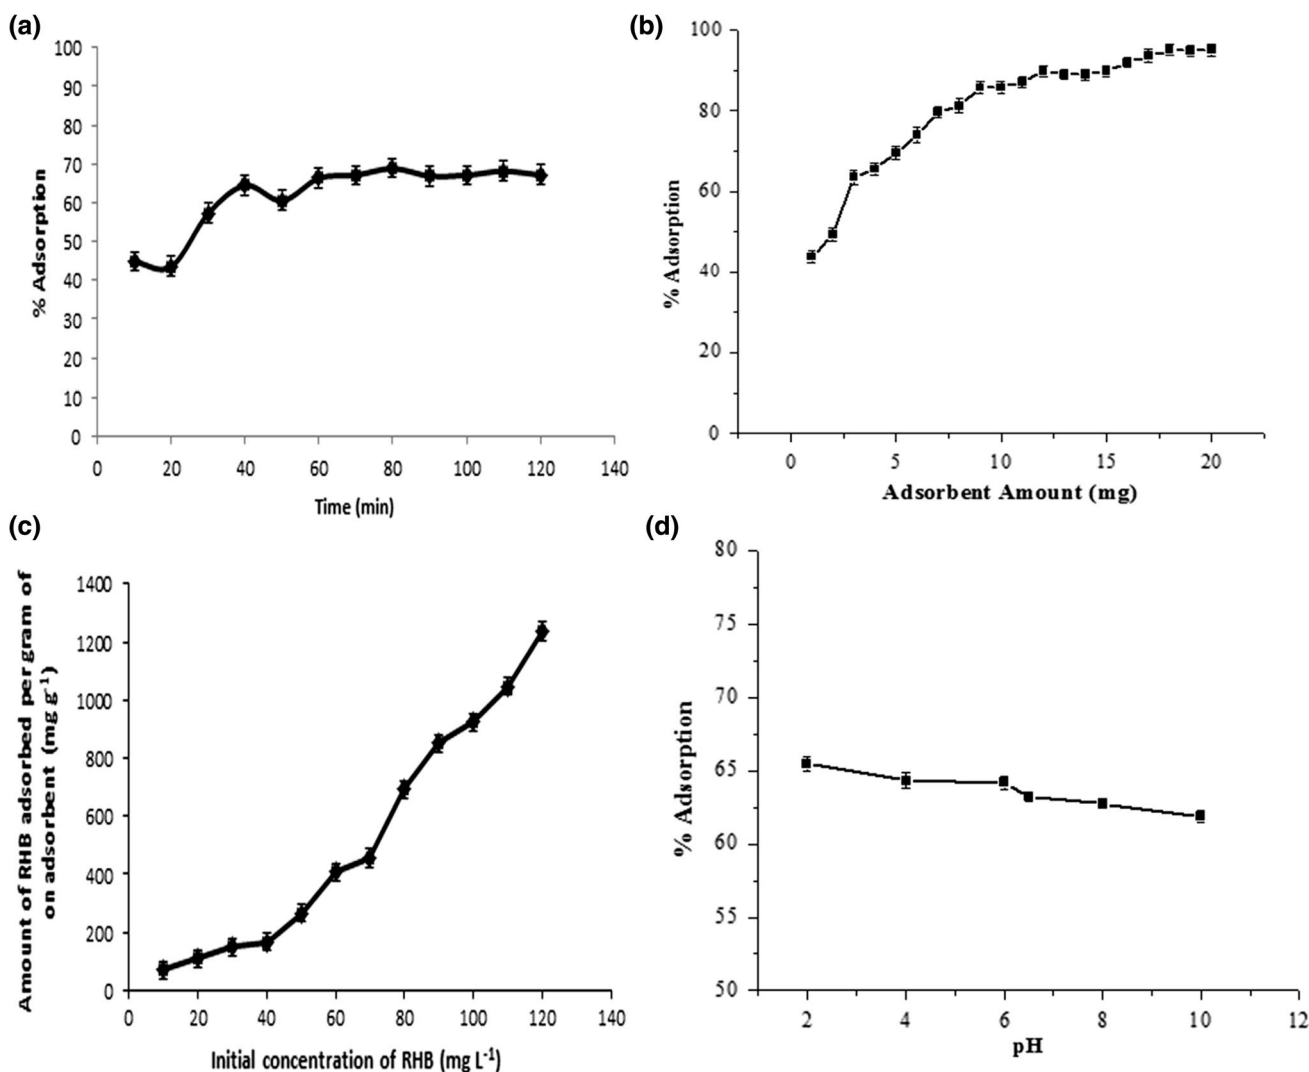 (a)
100
90
80
70
60
50
40
30
20
10
0
% Adsorption
0 20 40 60 80 100 120 140
Time (min)
(b)
100
80
60
40
20
0
% Adsorption
0 5 10 15 20
Adsorbent Amount (mg)
(c)
1400
1200
1000
800
600
400
200
0
Amount of RHB adsorbed per gram of
on adsorbent (mg g-1)
0 20 40 60 80 100 120 140
Initial concentration of RHB (mg L-1)
(d)
80
75
70
65
60
55
50
% Adsorption
2 4 6 8 10 12
pH